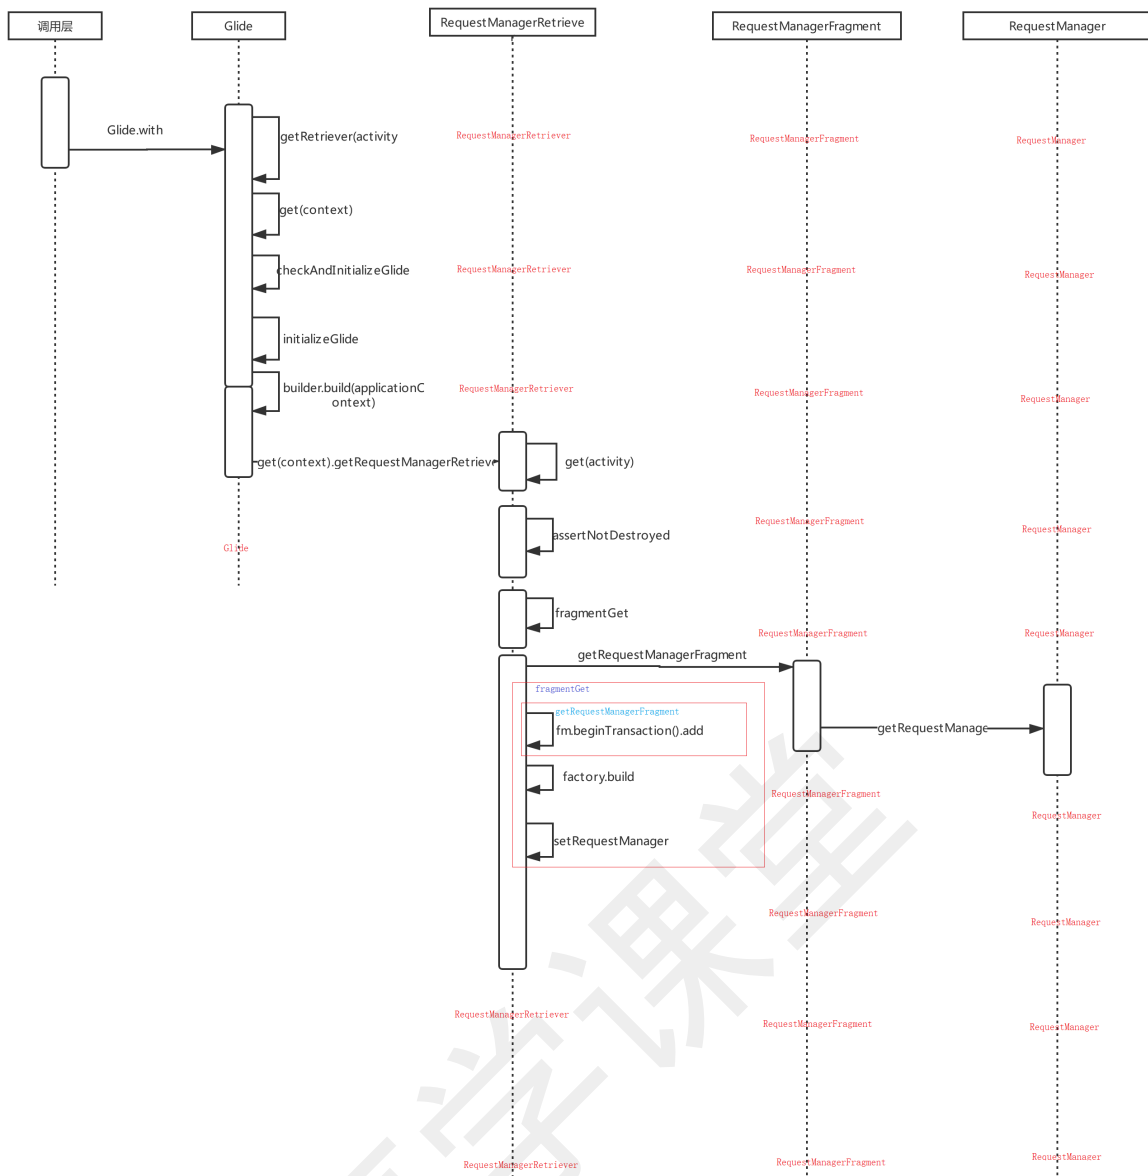 调用层
Glide
RequestManagerRetrieve
RequestManagerFragment
RequestManager
Glide.with
getRetriever(activity
RequestManagerRetriever
RequestManagerFragment
RequestManager
get(context)
checkAndInitializeGlide
RequestManagerRetriever
RequestManagerFragment
RequestManager
initializeGlide
builder.build(applicationC
ontext)
RequestManagerRetriever
RequestManagerFragment
RequestManager
get(context).getRequestManagerRetrieve
get(activity)
RequestManagerFragment
RequestManager
assertNotDestroyed
Glide
fragmentGet
RequestManagerFragment
RequestManager
getRequestManagerFragment
fragmentGet
getRequestManagerFragment
fm.beginTransaction().add
getRequestManage
factory.build
RequestManagerFragment
RequestManager
setRequestManager
RequestManagerFragment
RequestManager
RequestManagerRetriever
RequestManagerFragment
RequestManager
RequestManagerRetriever
RequestManagerFragment
RequestManager
学课堂